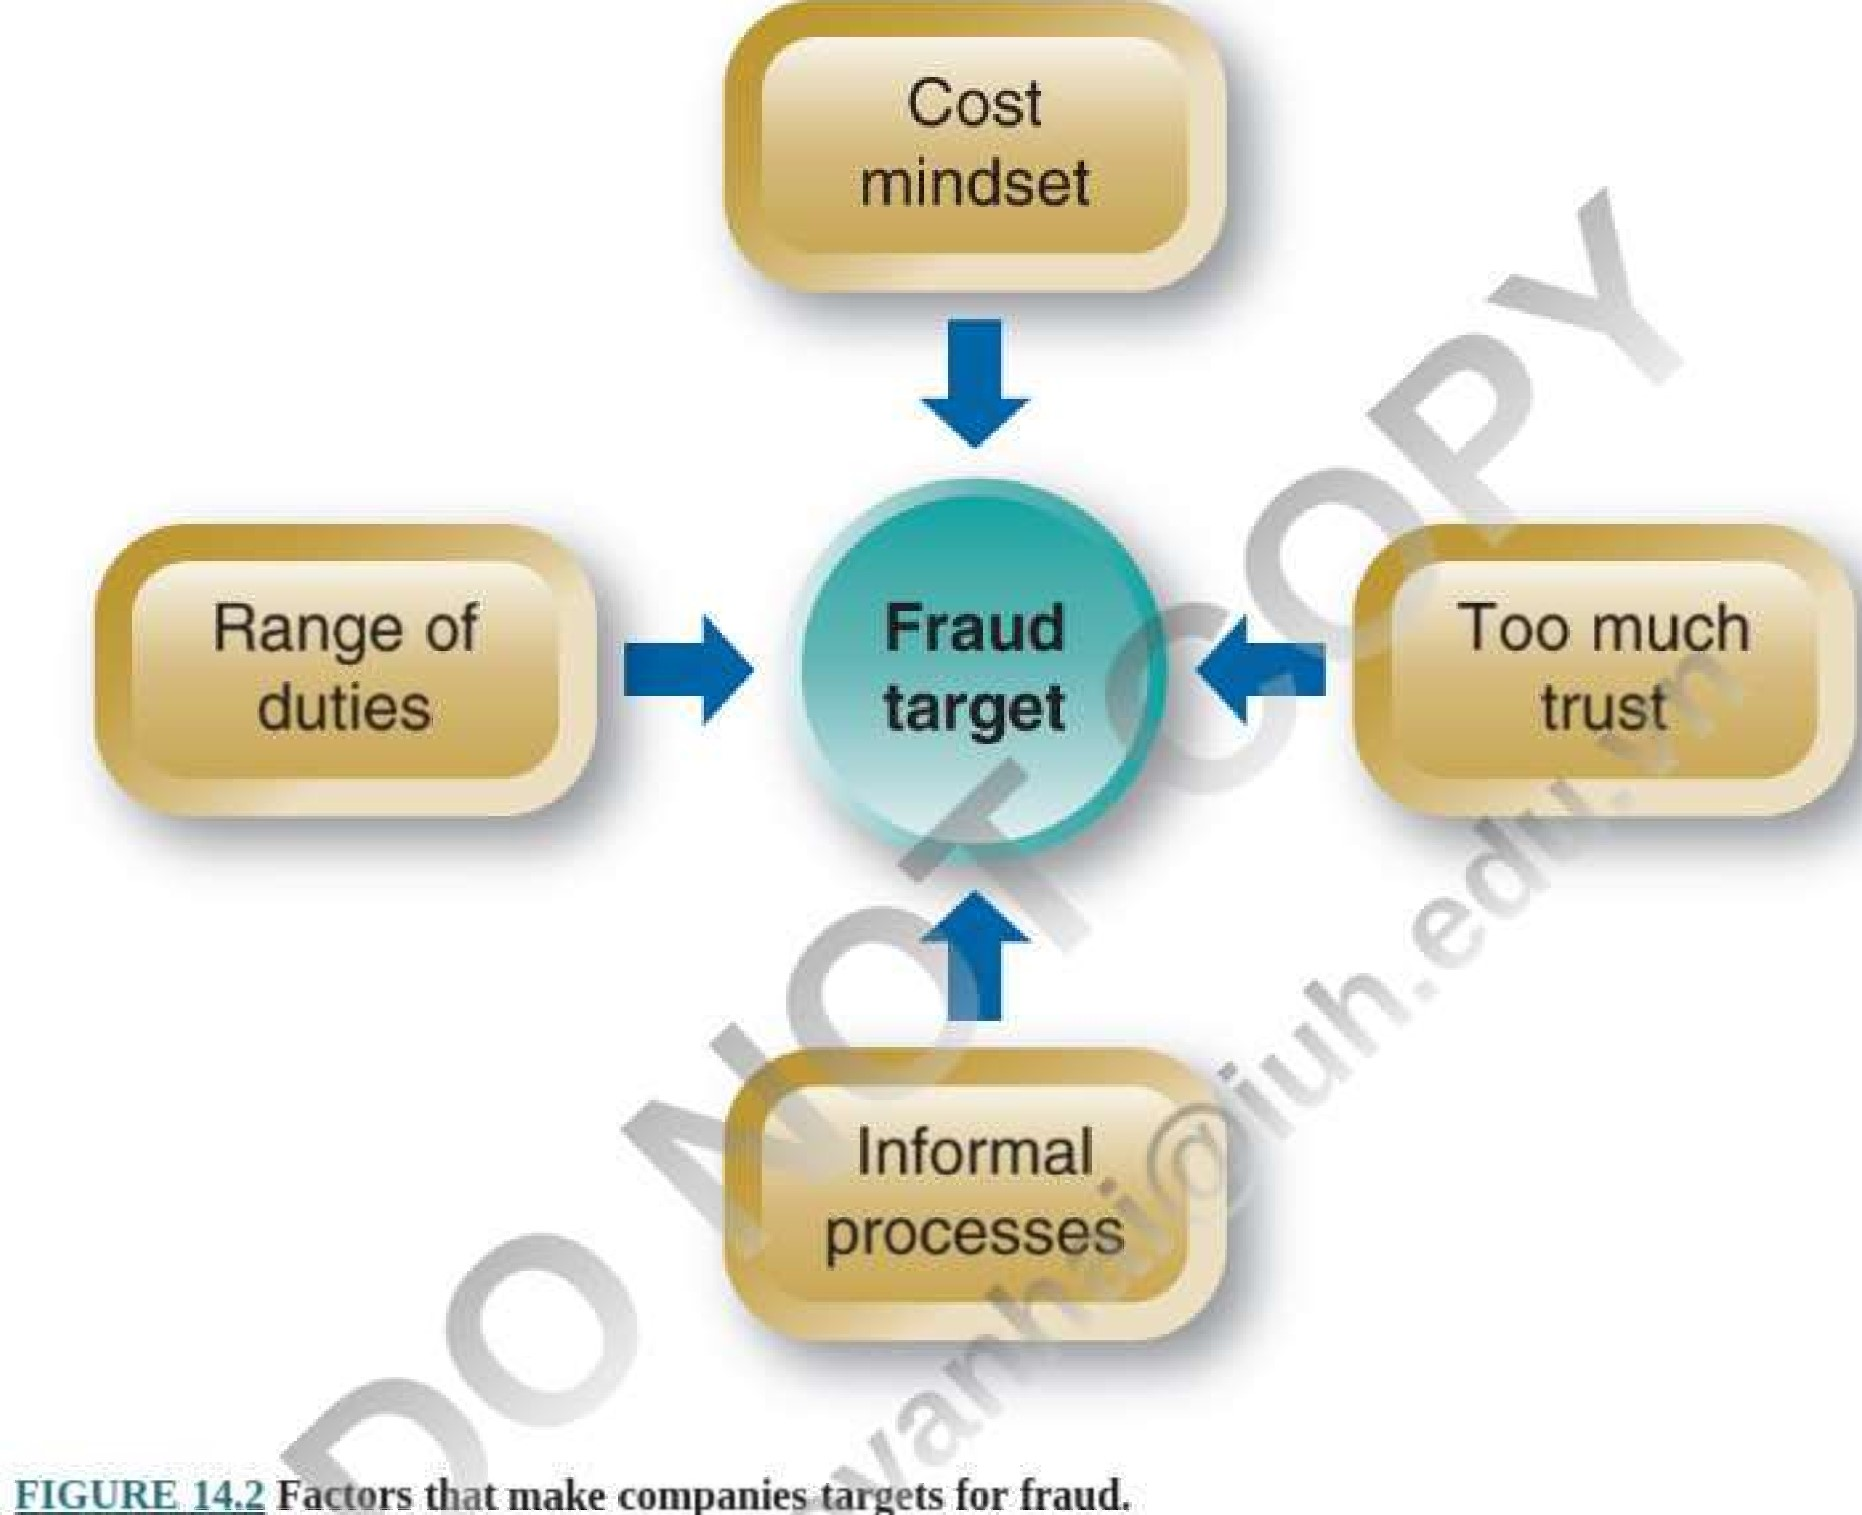 Cost
mindset
Range of
duties
Fraud
target
Too much
trust
Informal
processes
DO NOT COPY
FIGURE 14.2 Factors that make companies targets for fraud.